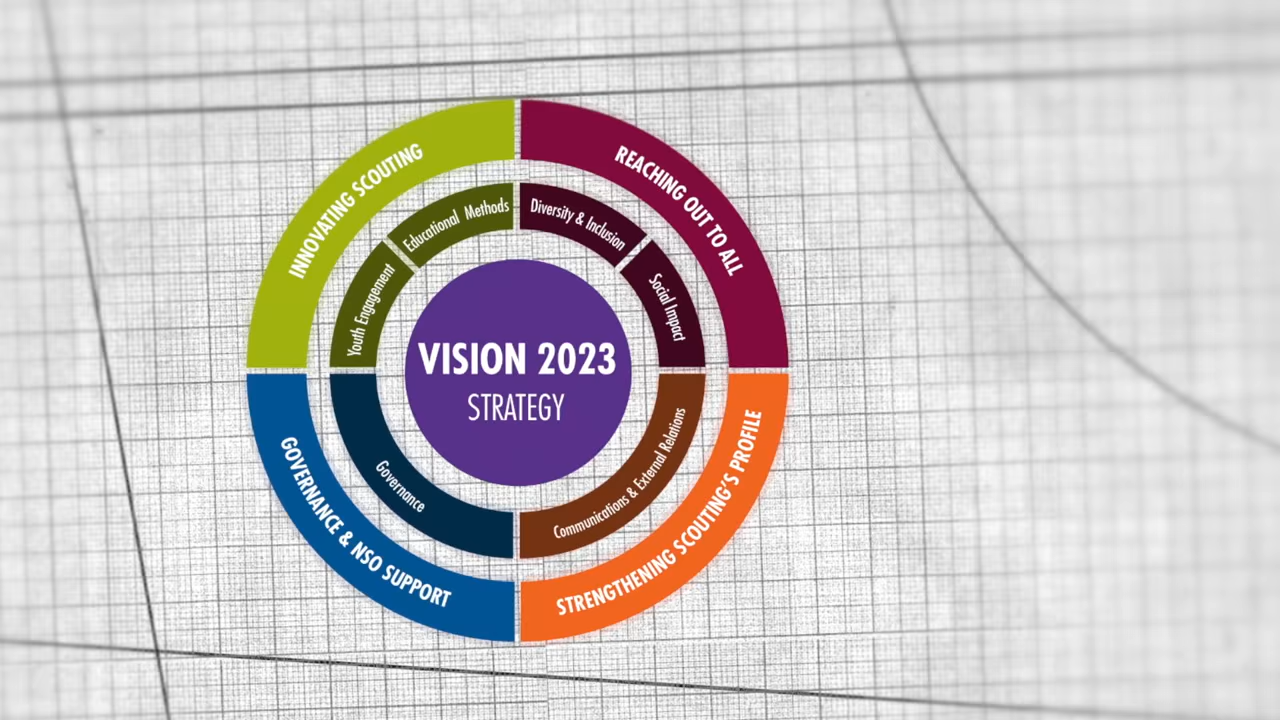 INNOVATING SCOUTING
REACHING OUT TO ALL
Educational Methods
Diversity & Inclusion
Youth Engagement
Social Impact
VISION 2023
STRATEGY
Governance
Communications & External Relations
GOVERNANCE & NSO SUPPORT
STRENGTHENING SCOUTING'S PROFILE